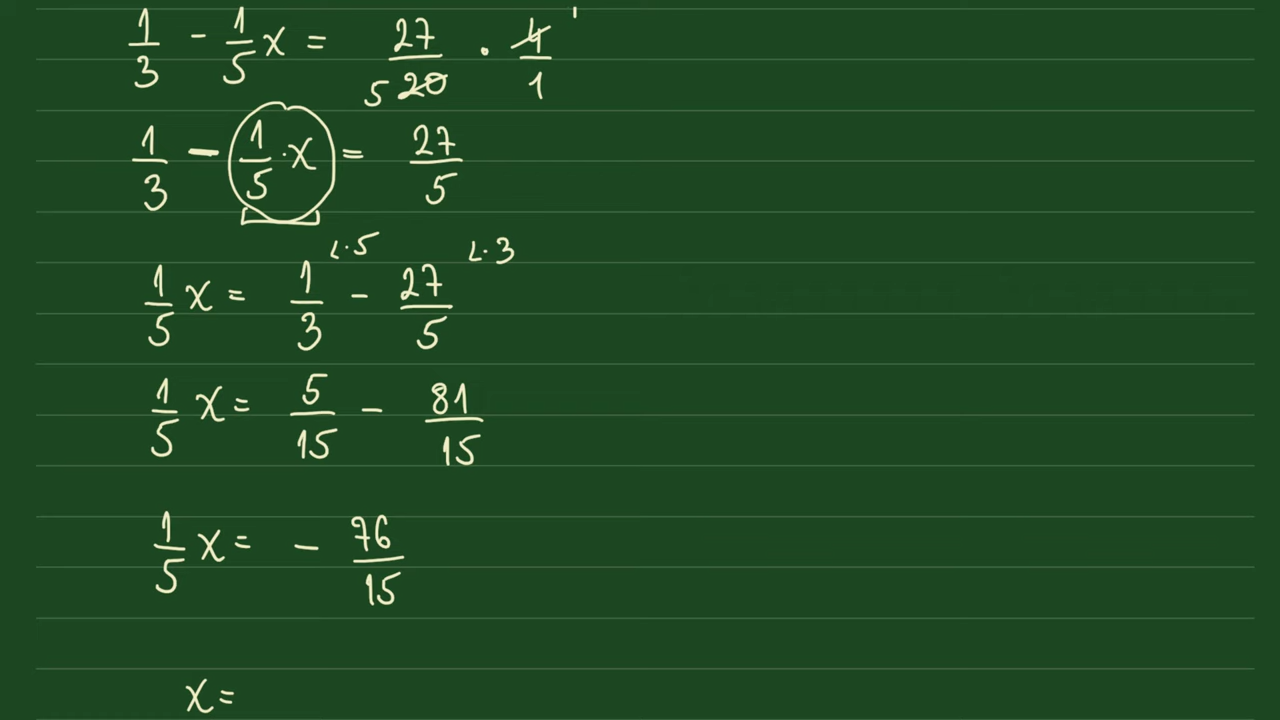 1/3 - 1/5 x = 27/20 5 · 4/1 1
1/3 - 1/5 · x = 27/5
1/5 x = 1/3 ∟·5 - 27/5 ∟·3
1/5 x = 5/15 - 81/15
1/5 x = - 76/15
x =